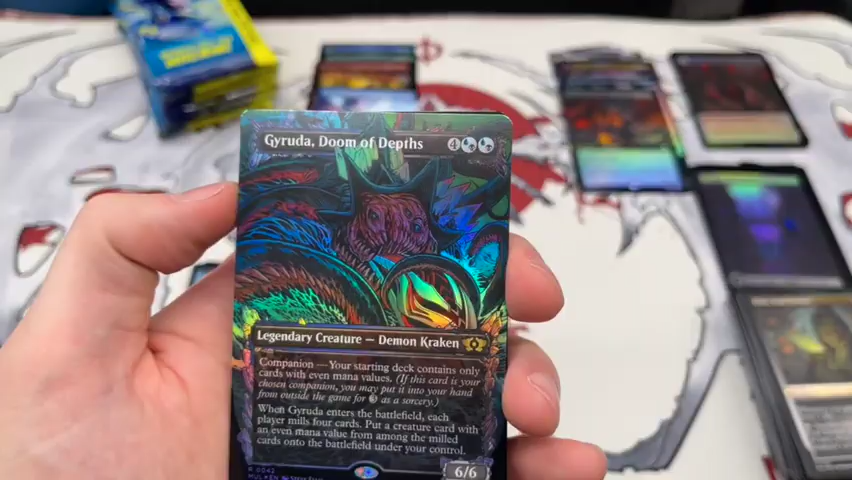 Gyruda, Doom of Depths 4
Legendary Creature — Demon Kraken
Companion — Your starting deck contains only
cards with even mana values. (If this card is your
chosen companion, you may put it into your hand
from outside the game for 3 as a sorcery.)
When Gyruda enters the battlefield, each
player mills four cards. Put a creature card with
an even mana value from among the milled
cards onto the battlefield under your control.
6/6
R 0042